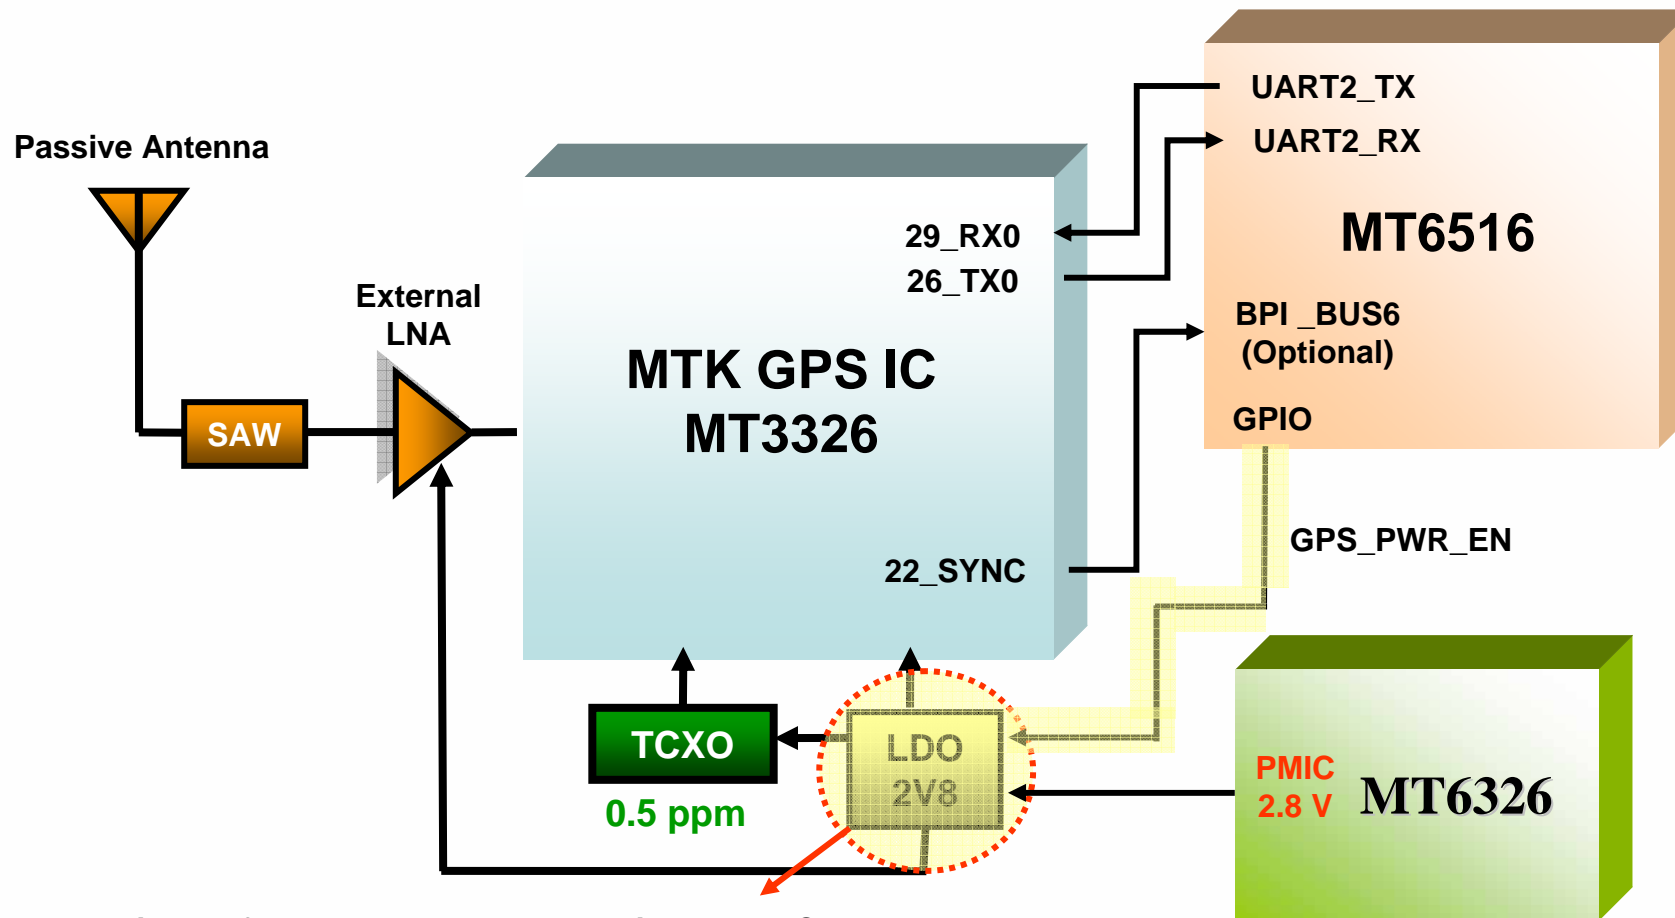 Passive Antenna
External
LNA
SAW
MTK GPS IC
MT3326
29_RX0
26_TX0
22_SYNC
UART2_TX
UART2_RX
MT6516
BPI _BUS6
(Optional)
GPIO
GPS_PWR_EN
TCXO
0.5 ppm
LDO
2V8
PMIC
2.8 V
MT6326